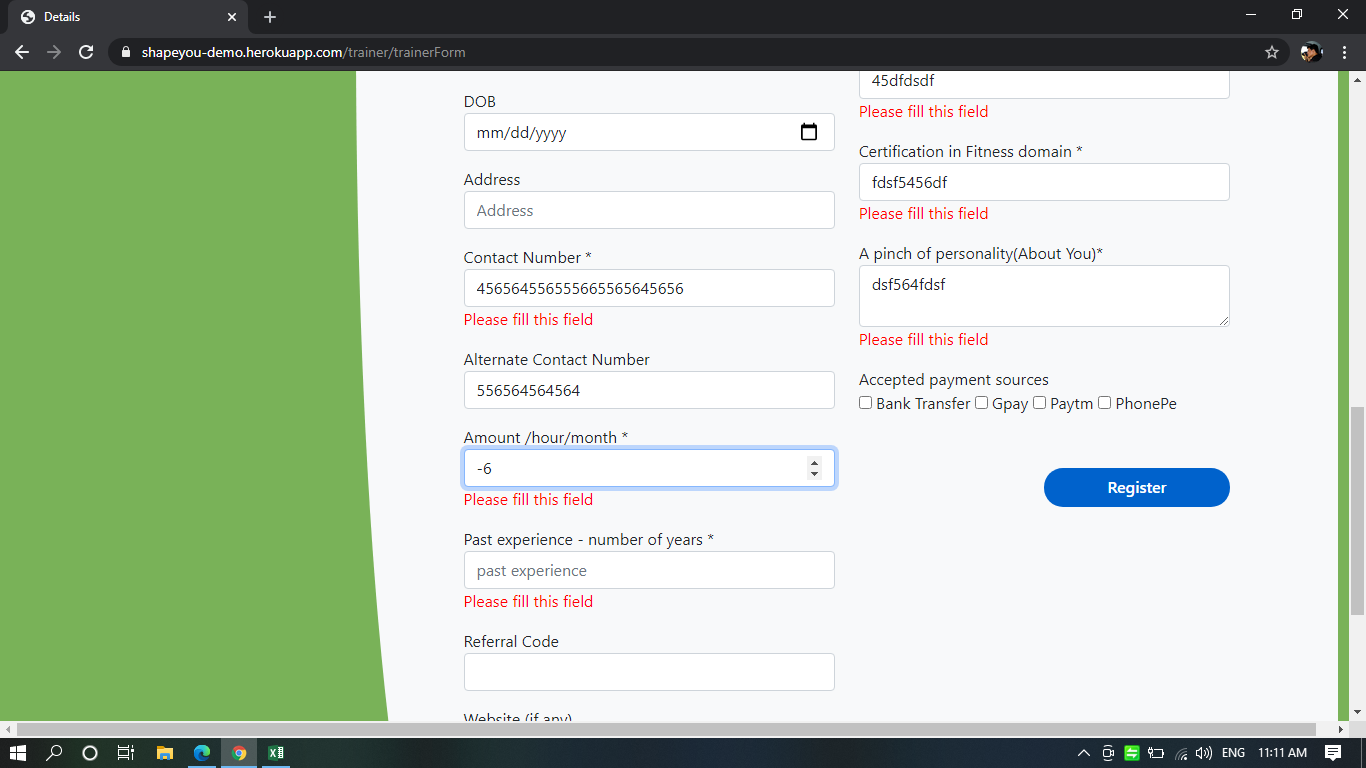 Details
shapeyou-demo.herokuapp.com/trainer/trainerForm
DOB
mm/dd/yyyy
Address
Address
Contact Number *
456564556555665565645656
Please fill this field
Alternate Contact Number
556564564564
Amount /hour/month *
-6
Please fill this field
Past experience - number of years *
past experience
Please fill this field
Referral Code
Website (if any)
45dfdsdf
Please fill this field
Certification in Fitness domain *
fdsf5456df
Please fill this field
A pinch of personality(About You)*
dsf564fdsf
Please fill this field
Accepted payment sources
Bank Transfer Gpay Paytm PhonePe
Register
ENG 11:11 AM